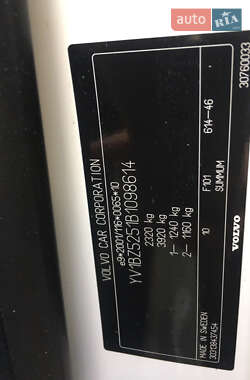 auto RIA
VOLVO CAR CORPORATION
e9*2001/116*0065*10
YV1BZ5251B1098614
2320 kg
3920 kg
1— 1240 kg
2— 1160 kg
F101 614-46
10 SUMMUM
MADE IN SWEDEN
VOLVO
30760033